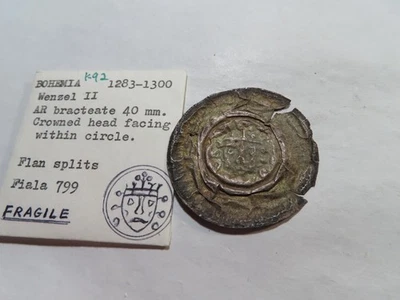 BOHEMIA K92 1283-1300
Wenzel II
AR bracteate 40 mm.
Crowned head facing
within circle.
Flan splits
Fiala 799
FRAGILE